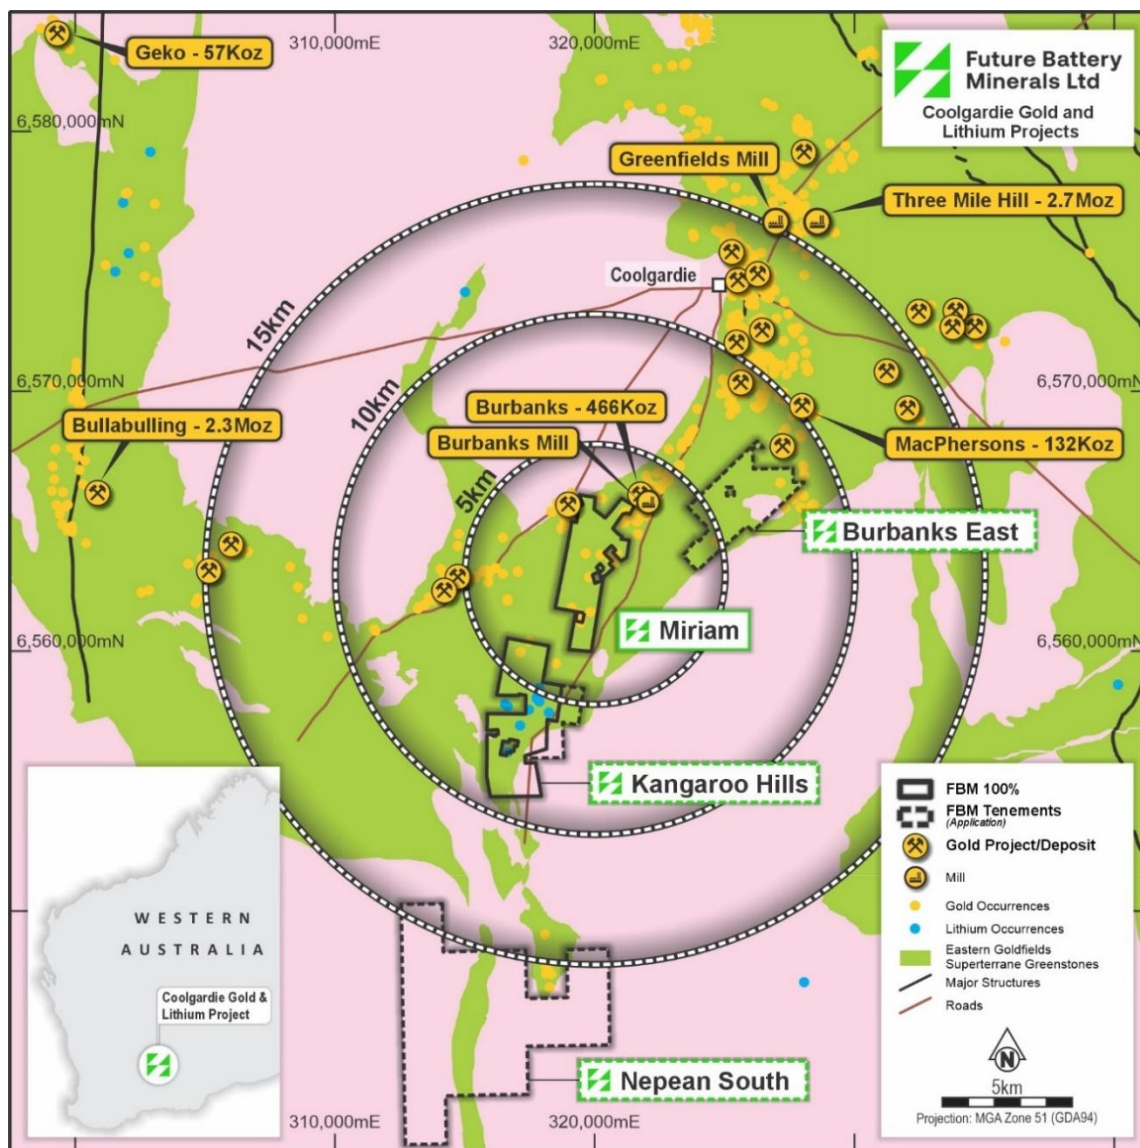 310,000mE
320,000mE
Geko - 57Koz
Future Battery
Minerals Ltd
Coolgardie Gold and
Lithium Projects
6,580,000mN
Greenfields Mill
Three Mile Hill - 2.7Moz
Coolgardie
15km
10km
6,570,000mN
6,570,000mN
Bullabulling - 2.3Moz
Burbanks - 466Koz
Burbanks Mill
MacPhersons - 132Koz
5km
Burbanks East
Miriam
6,560,000mN
6,560,000mN
Kangaroo Hills
WESTERN
AUSTRALIA
Coolgardie Gold &
Lithium Project
FBM 100%
FBM Tenements
(Application)
Gold Project/Deposit
Mill
Gold Occurrences
Lithium Occurrences
Eastern Goldfields
Superterrane Greenstones
Major Structures
Roads
N
5km
Projection: MGA Zone 51 (GDA94)
Nepean South
310,000mE
320,000mE